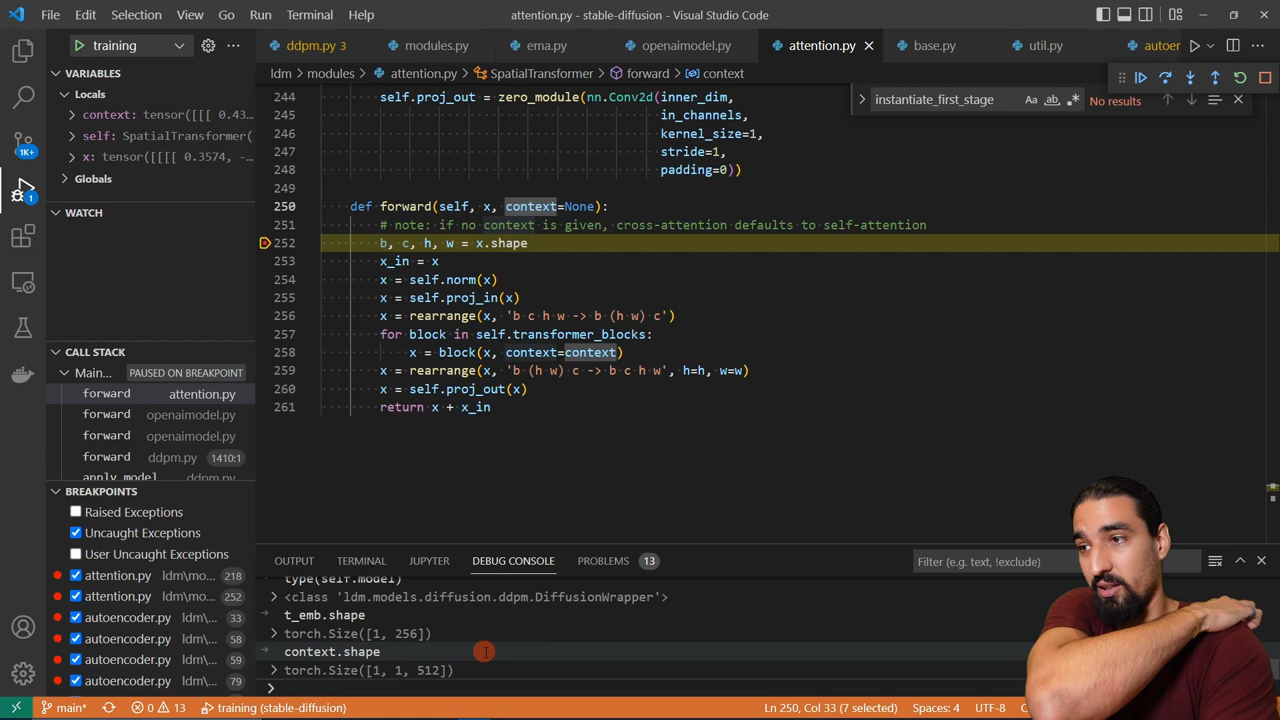 File Edit Selection View Go Run Terminal Help
attention.py - stable-diffusion - Visual Studio Code
training
ddpm.py 3
modules.py
ema.py
openaimodel.py
attention.py
base.py
util.py
autoer
VARIABLES
Locals
context: tensor([[[ 0.43...
self: SpatialTransformer(
x: tensor([[[[ 0.3574, -...
Globals
WATCH
CALL STACK
Main... PAUSED ON BREAKPOINT
forward attention.py
forward openaimodel.py
forward openaimodel.py
forward ddpm.py 1410:1
apply_model
BREAKPOINTS
Raised Exceptions
Uncaught Exceptions
User Uncaught Exceptions
attention.py ldm\mo... 218
attention.py ldm\mo... 252
autoencoder.py ldm\... 33
autoencoder.py ldm\... 58
autoencoder.py ldm\... 59
autoencoder.py ldm\... 79
1K+
1
ldm > modules > attention.py > SpatialTransformer > forward > context
instantiate_first_stage Aa ab No results
244 self.proj_out = zero_module(nn.Conv2d(inner_dim,
245 in_channels,
246 kernel_size=1,
247 stride=1,
248 padding=0))
249
250 def forward(self, x, context=None):
251 # note: if no context is given, cross-attention defaults to self-attention
252 b, c, h, w = x.shape
253 x_in = x
254 x = self.norm(x)
255 x = self.proj_in(x)
256 x = rearrange(x, 'b c h w -> b (h w) c')
257 for block in self.transformer_blocks:
258 x = block(x, context=context)
259 x = rearrange(x, 'b (h w) c -> b c h w', h=h, w=w)
260 x = self.proj_out(x)
261 return x + x_in
OUTPUT TERMINAL JUPYTER DEBUG CONSOLE PROBLEMS 13
Filter (e.g. text, !exclude)
type(self.model)
<class 'ldm.models.diffusion.ddpm.DiffusionWrapper'>
t_emb.shape
torch.Size([1, 256])
context.shape
torch.Size([1, 1, 512])
main* 0 13 training (stable-diffusion)
Ln 250, Col 33 (7 selected) Spaces: 4 UTF-8